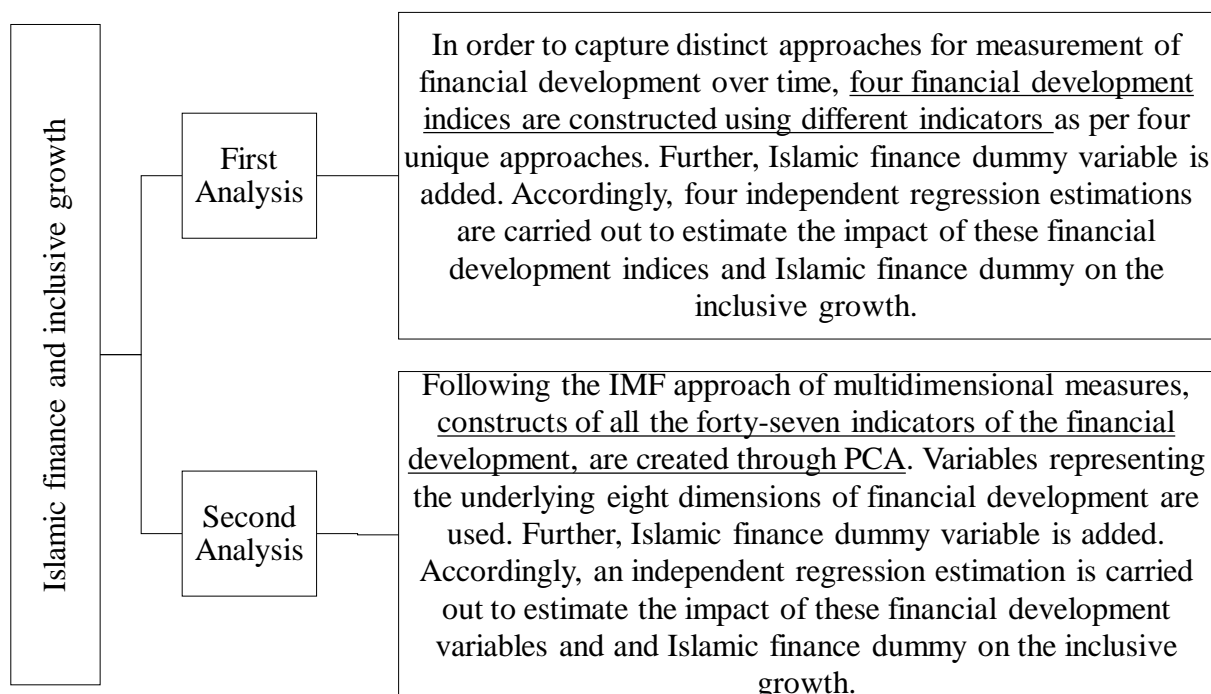 Islamic finance and inclusive growth
First
Analysis
In order to capture distinct approaches for measurement of
financial development over time, four financial development
indices are constructed using different indicators as per four
unique approaches. Further, Islamic finance dummy variable is
added. Accordingly, four independent regression estimations
are carried out to estimate the impact of these financial
development indices and Islamic finance dummy on the
inclusive growth.
Second
Analysis
Following the IMF approach of multidimensional measures,
constructs of all the forty-seven indicators of the financial
development, are created through PCA. Variables representing
the underlying eight dimensions of financial development are
used. Further, Islamic finance dummy variable is added.
Accordingly, an independent regression estimation is carried
out to estimate the impact of these financial development
variables and and Islamic finance dummy on the inclusive
growth.